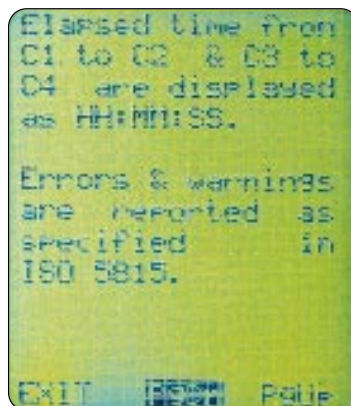 Elapsed time from
C1 to C2 & C3 to
C4 are displayed
as HH:MM:SS.
Errors & warnings
are reported as
specified in
ISO 5815.
EXIT Pgup